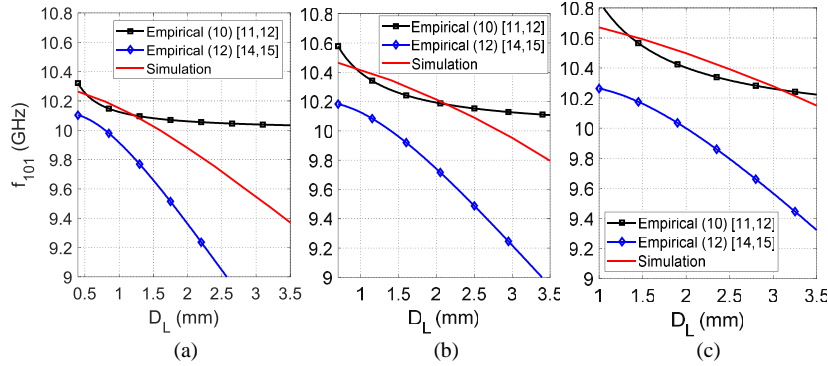 10.8
10.6
10.4
10.2
10
9.8
9.6
9.4
9.2
9
f101 (GHz)
0.5 1 1.5 2 2.5 3 3.5
DL (mm)
(a)
Empirical (10) [11,12]
Empirical (12) [14,15]
Simulation
10.8
10.6
10.4
10.2
10
9.8
9.6
9.4
9.2
9
1 1.5 2 2.5 3 3.5
DL (mm)
(b)
Empirical (10) [11,12]
Empirical (12) [14,15]
Simulation
10.8
10.6
10.4
10.2
10
9.8
9.6
9.4
9.2
9
1 1.5 2 2.5 3 3.5
DL (mm)
(c)
Empirical (10) [11,12]
Empirical (12) [14,15]
Simulation